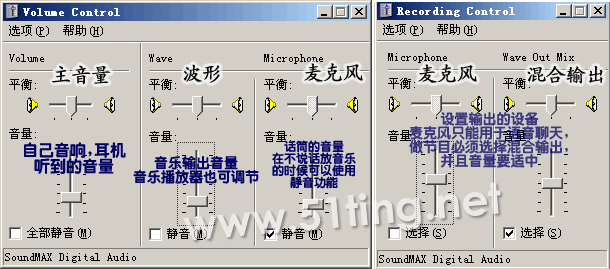 Volume Control
选项(P) 帮助(H)
Volume
Wave
Microphone
主音量
波形
麦克风
平衡:
平衡:
平衡:
音量:
音量:
音量:
自己音响,耳机
听到的音量
音乐输出音量
音乐播放器也可调节
话筒的音量
在不说话放音乐
的时候可以使用
静音功能
全部静音(M)
静音(M)
静音(M)
SoundMAX Digital Audio
Recording Control
选项(P) 帮助(H)
Microphone
Wave Out Mix
麦克风
混合输出
平衡:
平衡:
音量:
音量:
设置输出的设备
麦克风只能用于语音聊天,
做节目必须选择混合输出,
并且音量要适中
选择(S)
选择(S)
SoundMAX Digital Audio
www.51ting.net